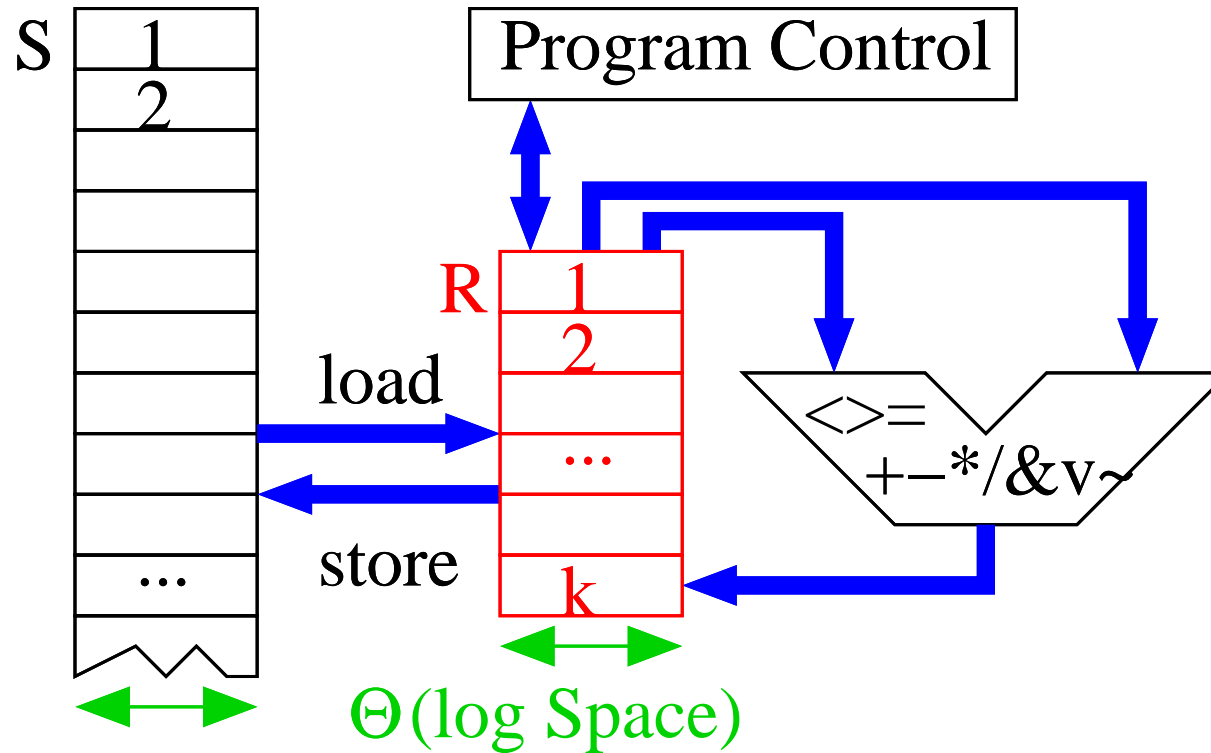 S
1
2
...
Program Control
R
1
2
...
k
load
store
<>=
+−*/&v~
Θ(log Space)